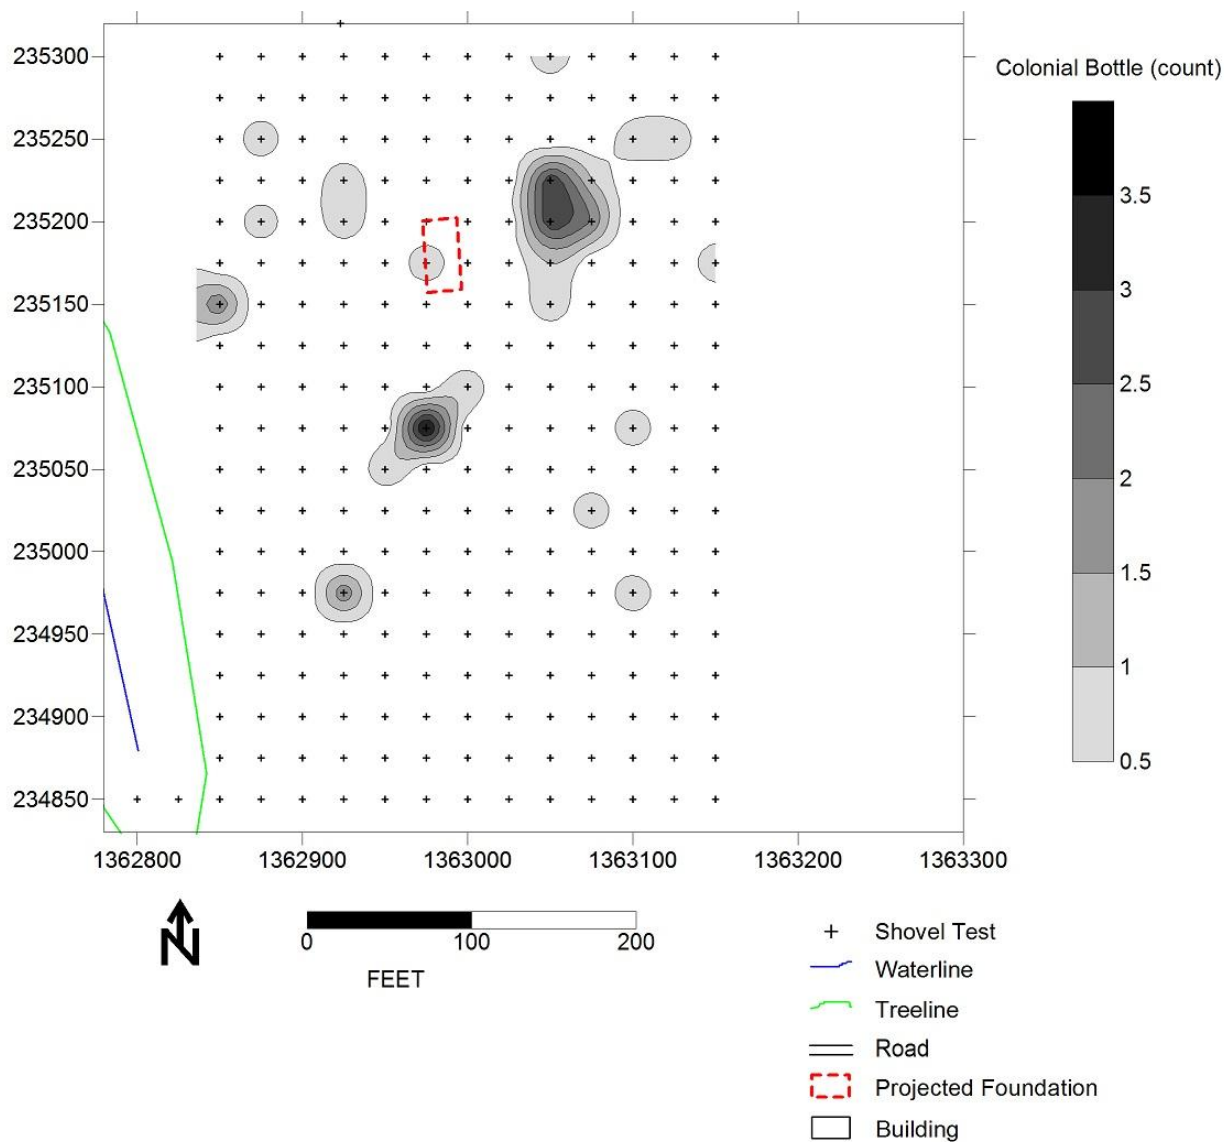 235300
235250
235200
235150
235100
235050
235000
234950
234900
234850
1362800 1362900 1363000 1363100 1363200 1363300
Colonial Bottle (count)
3.5
3
2.5
2
1.5
1
0.5
N
0 100 200
FEET
Shovel Test
Waterline
Treeline
Road
Projected Foundation
Building